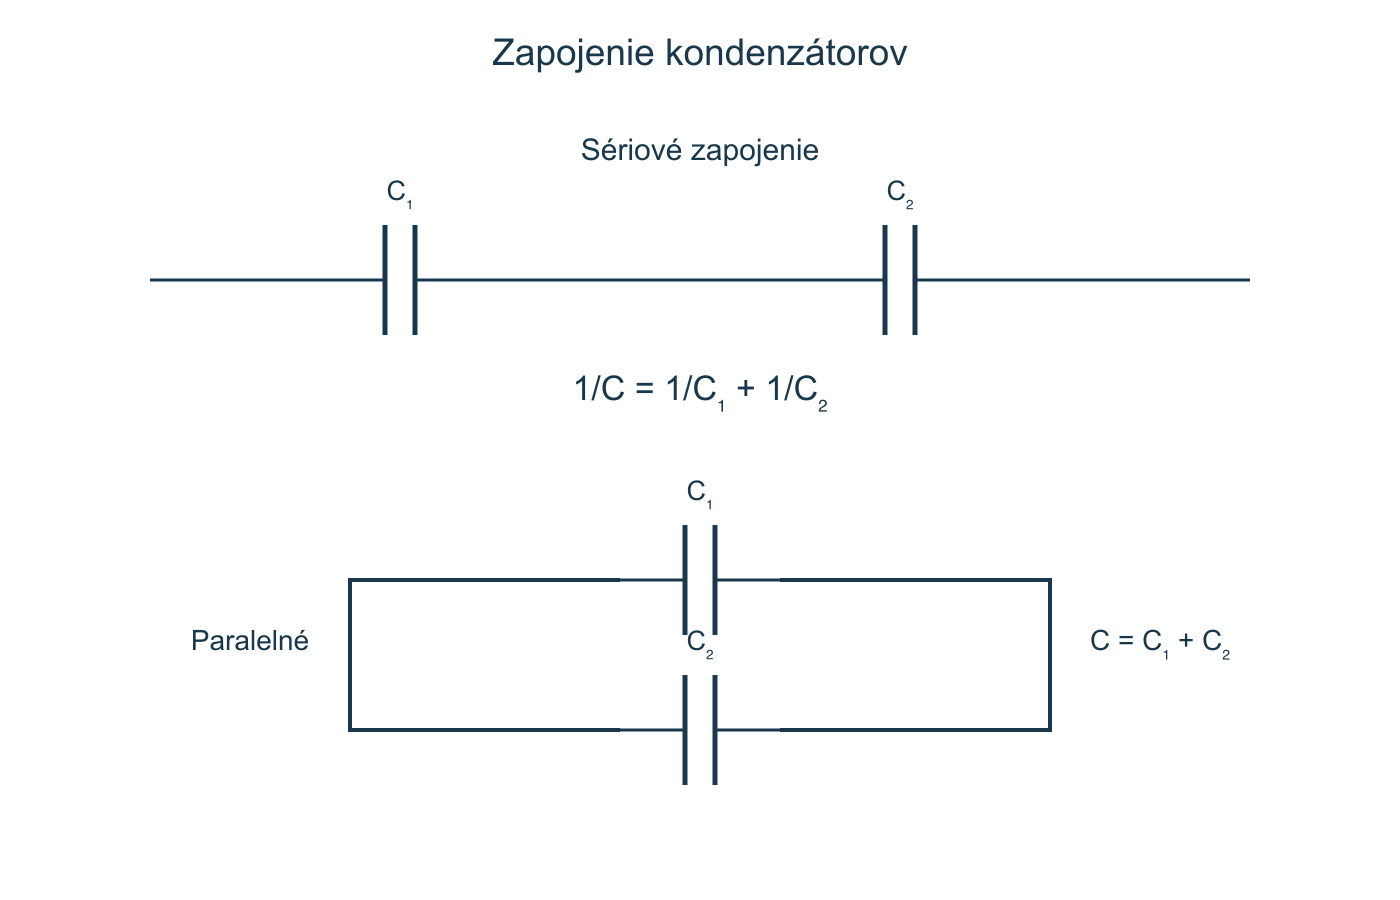 Zapojenie kondenzátorov
Sériové zapojenie
C₁
C₂
1/C = 1/C₁ + 1/C₂
C₁
Paralelné
C₂
C = C₁ + C₂